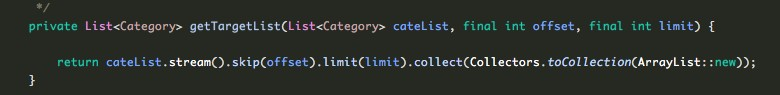 */
private List<Category> getTargetList(List<Category> cateList, final int offset, final int limit) {
return cateList.stream().skip(offset).limit(limit).collect(Collectors.toCollection(ArrayList::new));
}